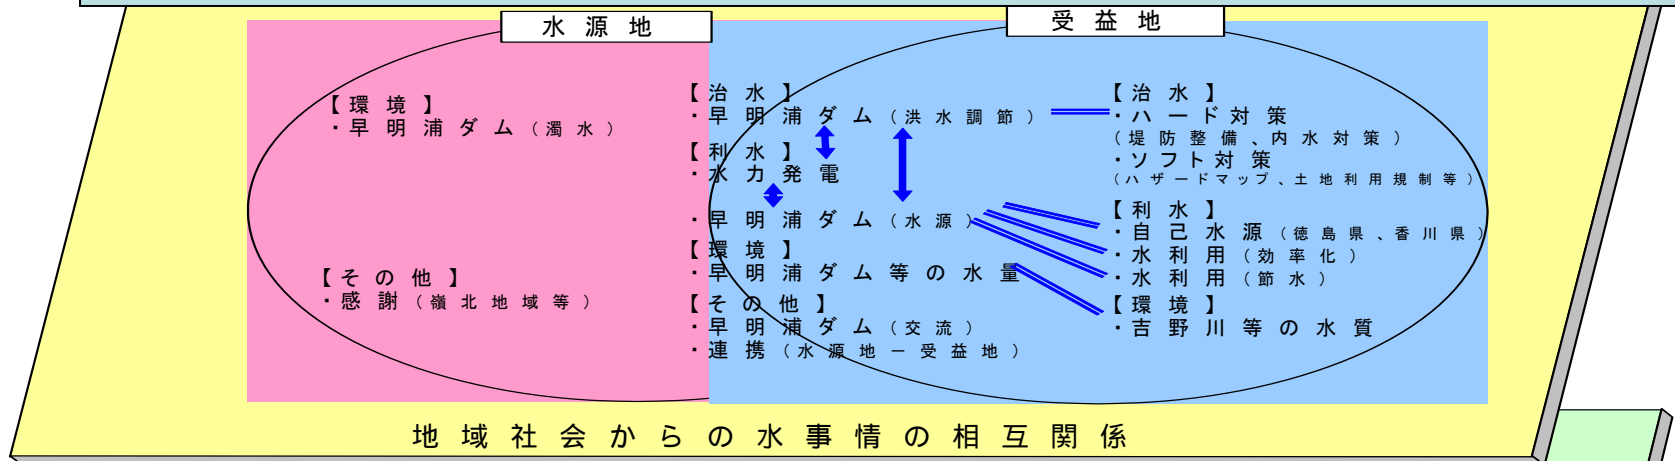 水源地
受益地
【環境】
・早明浦ダム（濁水）
【その他】
・感謝（嶺北地域等）
【治水】
・早明浦ダム（洪水調節）
【利水】
・水力発電
・早明浦ダム（水源）
【環境】
・早明浦ダム等の水量
【その他】
・早明浦ダム（交流）
・連携（水源地－受益地）
【治水】
・ハード対策
（堤防整備、内水対策）
・ソフト対策
（ハザードマップ、土地利用規制等）
【利水】
・自己水源（徳島県、香川県）
・水利用（効率化）
・水利用（節水）
【環境】
・吉野川等の水質
地域社会からの水事情の相互関係